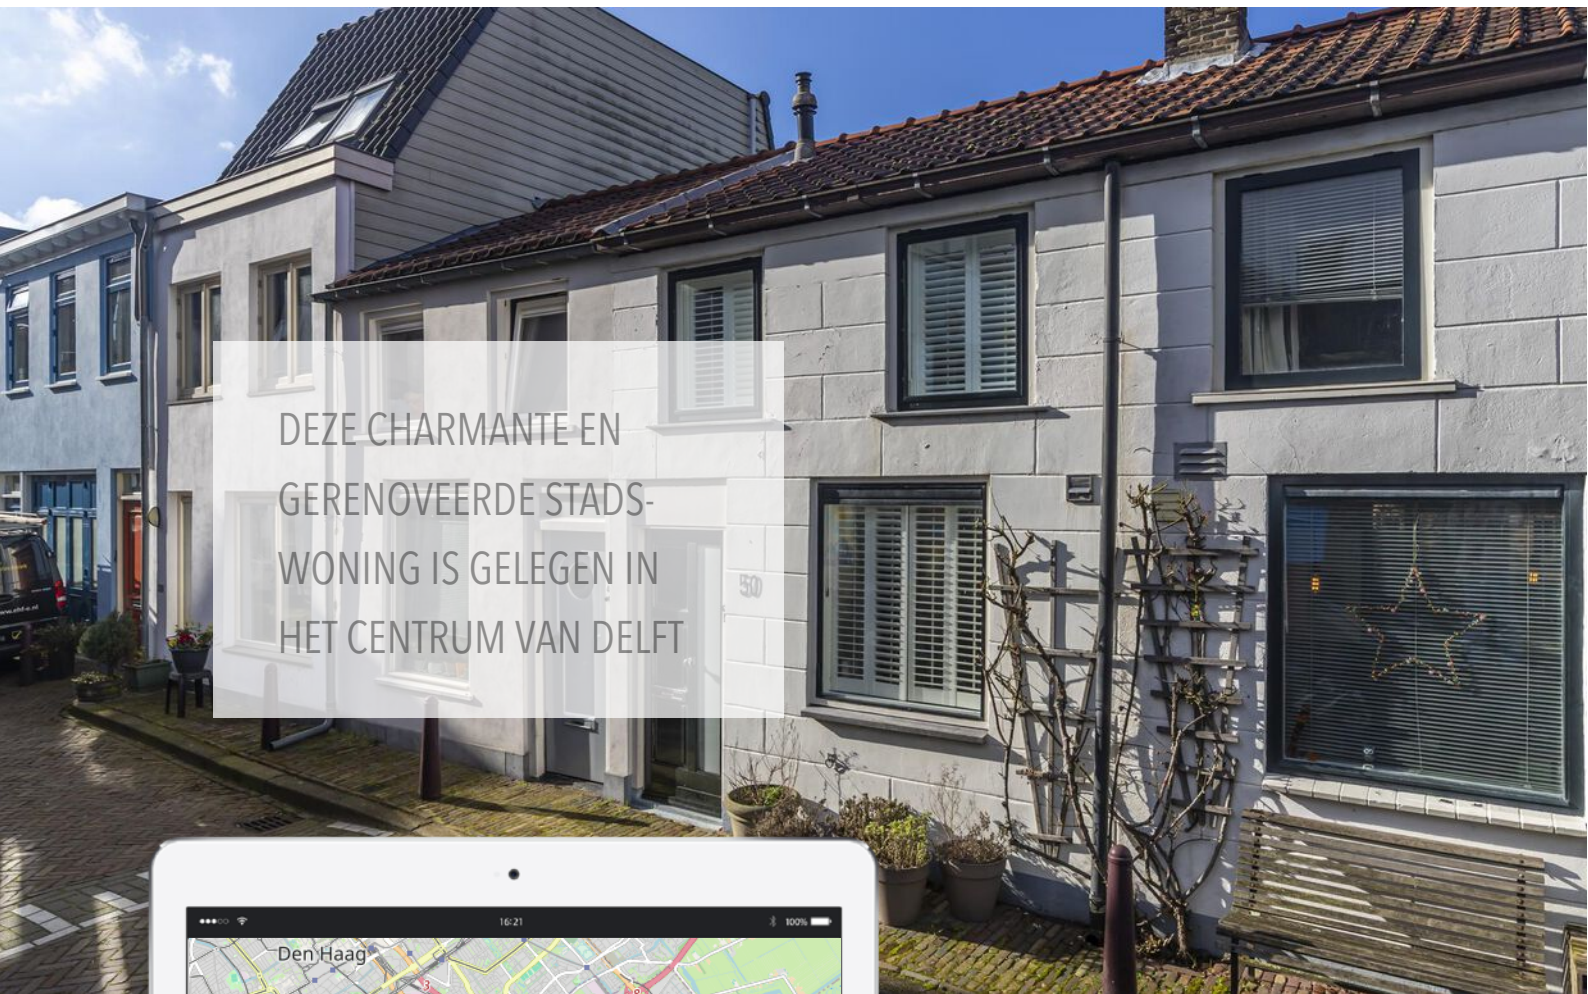 DEZE CHARMANTE EN
GERENOVEERDE STADS-
WONING IS GELEGEN IN
HET CENTRUM VAN DELFT
50
16:21
100%
Den Haag